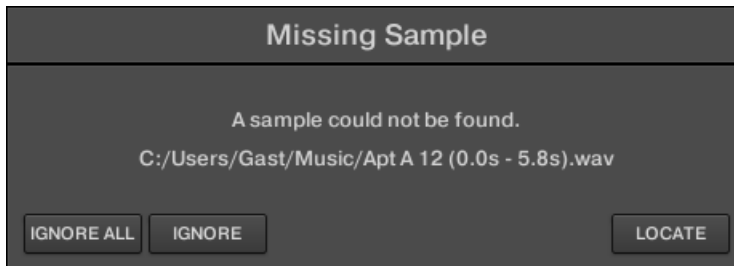 Missing Sample
A sample could not be found.
C:/Users/Gast/Music/Apt A 12 (0.0s - 5.8s).wav
IGNORE ALL IGNORE LOCATE